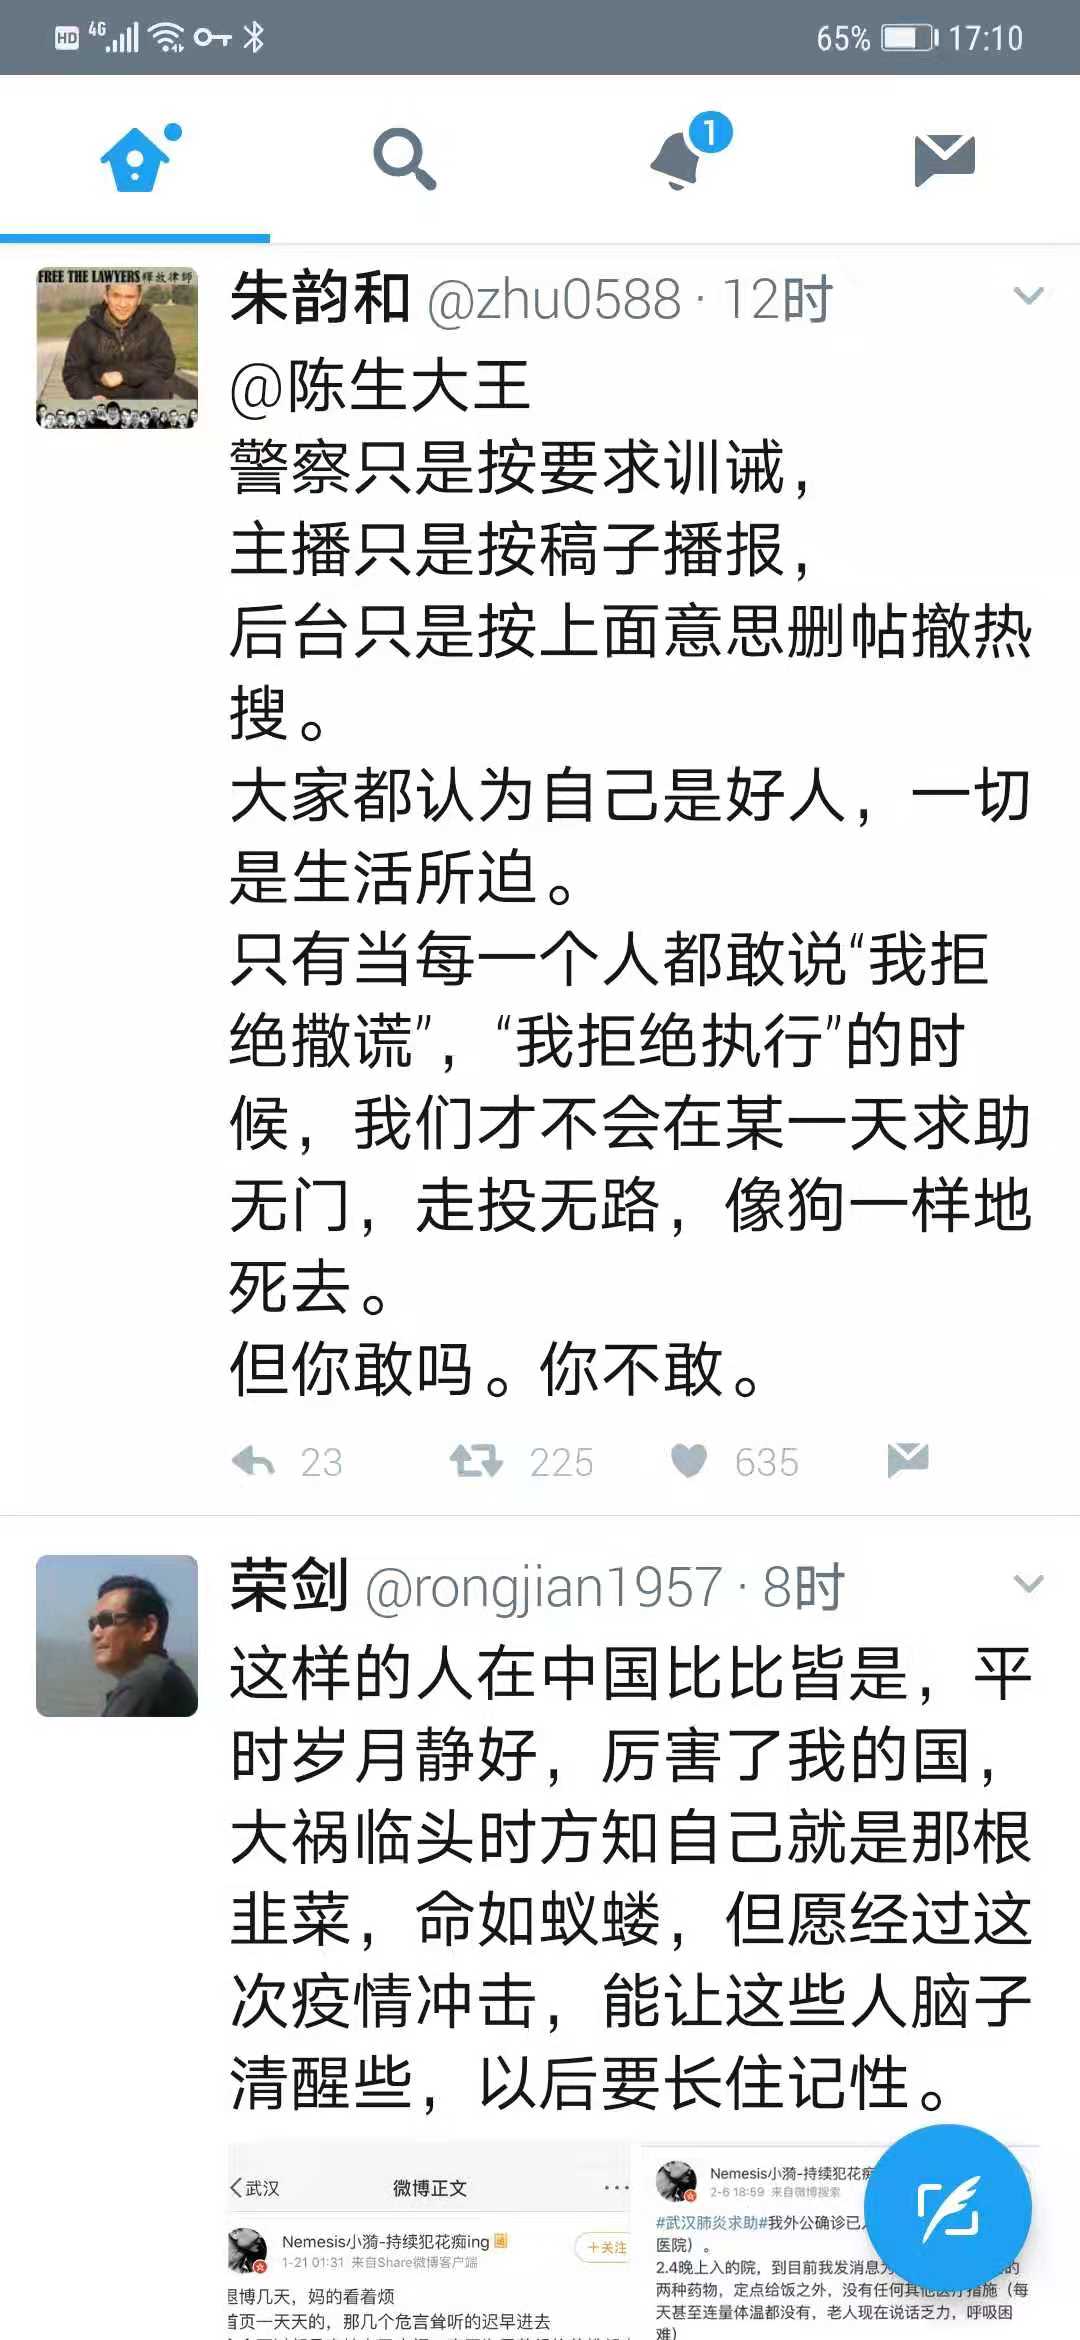 HD 4G 65% 17:10
1
FREE THE LAWYERS 释放律師
朱韵和 @zhu0588 · 12时
@陈生大王
警察只是按要求训诫，
主播只是按稿子播报，
后台只是按上面意思删帖撤热
搜。
大家都认为自己是好人，一切
是生活所迫。
只有当每一个人都敢说“我拒
绝撒谎”，“我拒绝执行”的时
候，我们才不会在某一天求助
无门，走投无路，像狗一样地
死去。
但你敢吗。你不敢。
23 225 635
荣剑 @rongjian1957 · 8时
这样的人在中国比比皆是，平
时岁月静好，厉害了我的国，
大祸临头时方知自己就是那根
韭菜，命如蚁蝼，但愿经过这
次疫情冲击，能让这些人脑子
清醒些，以后要长住记性。
武汉 微博正文
Nemesis小漪-持续犯花痴ing
+关注
1-21 01:31 来自Share微博客户端
退博几天，妈的看着烦
首页一天天的，那几个危言耸听的迟早进去
Nemesis小漪-持续犯花痴
2-6 18:59 来自微博搜索
#武汉肺炎求助#我外公确诊已
医院）。
2.4晚上入的院，到目前我发消息为
两种药物，定点给饭之外，没有任何其他医疗措施（每
天甚至连量体温都没有，老人现在说话乏力，呼吸困
难）